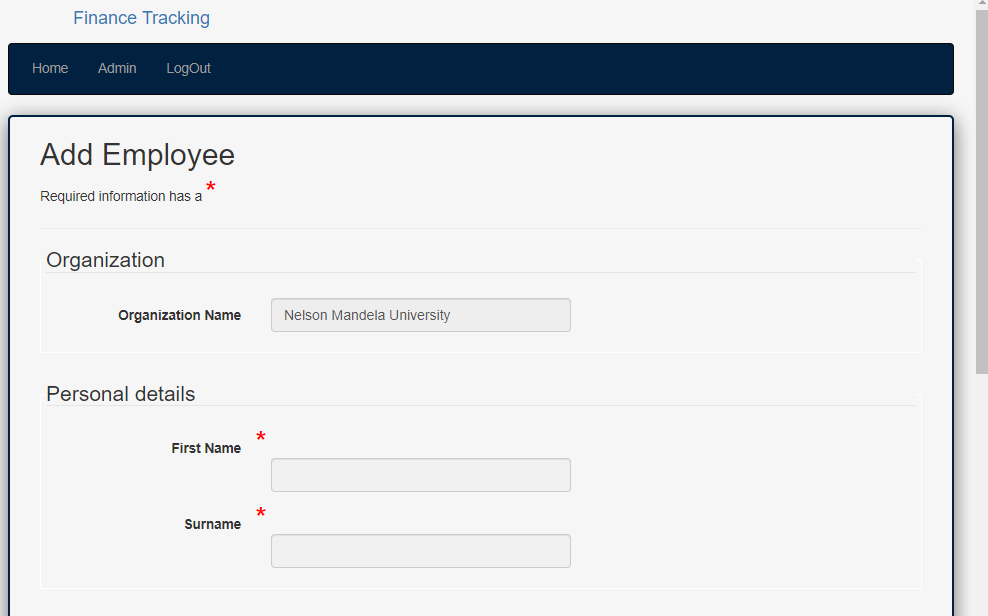 Finance Tracking
Home Admin LogOut
Add Employee
Required information has a *
Organization
Organization Name Nelson Mandela University
Personal details
First Name *
Surname *